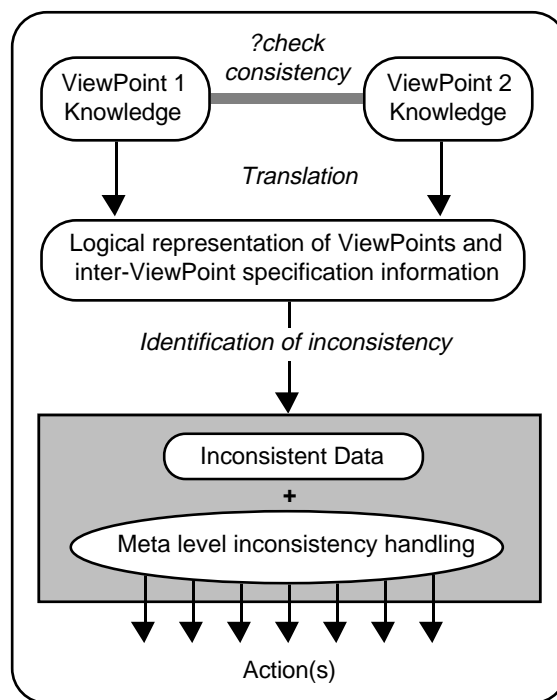 ?check
consistency
ViewPoint 1
Knowledge
ViewPoint 2
Knowledge
Translation
Logical representation of ViewPoints and
inter-ViewPoint specification information
Identification of inconsistency
Inconsistent Data
+
Meta level inconsistency handling
Action(s)